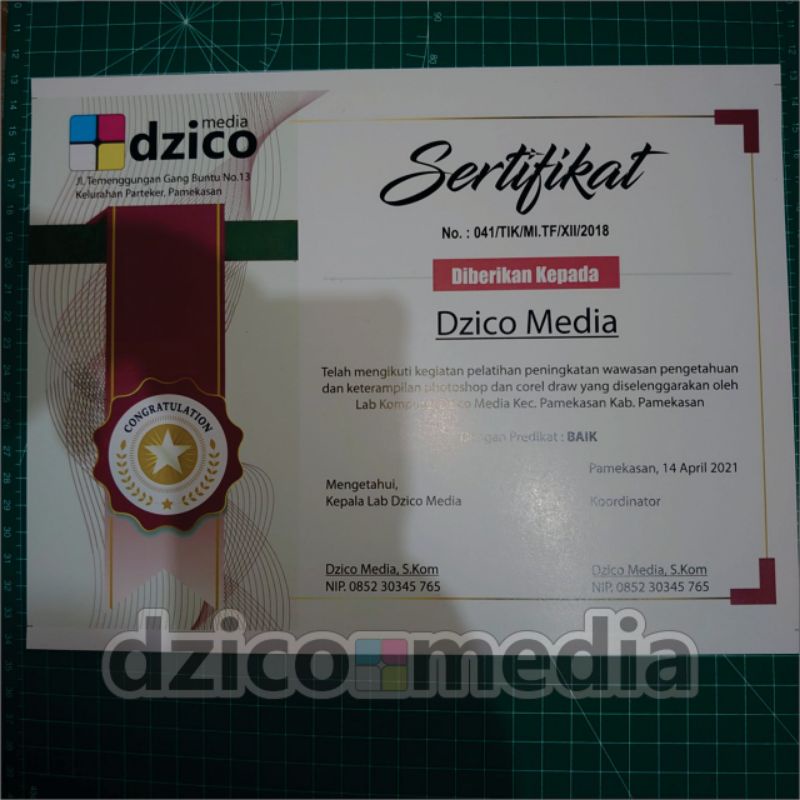 media
dzico
Jl. Temenggungan Gang Buntu No.13
Kelurahan Parteker, Pamekasan
Sertifikat
No. : 041/TIK/MI.TF/XII/2018
Diberikan Kepada
Dzico Media
Telah mengikuti kegiatan pelatihan peningkatan wawasan pengetahuan
dan keterampilan photoshop dan corel draw yang diselenggarakan oleh
Lab Komputer Dzico Media Kec. Pamekasan Kab. Pamekasan
Dengan Predikat : BAIK
CONGRATULATION
Pamekasan, 14 April 2021
Mengetahui,
Kepala Lab Dzico Media
Koordinator
Dzico Media, S.Kom
NIP. 0852 30345 765
Dzico Media, S.Kom
NIP. 0852 30345 765
dzico media